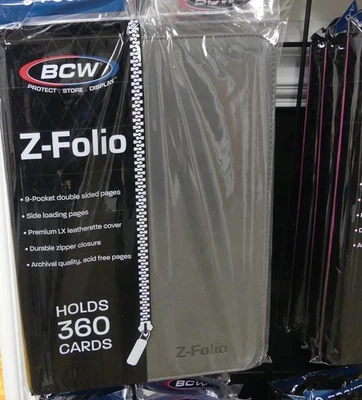 BCW
PROTECT . STORE . DISPLAY
Z-Folio
• 9-Pocket double sided pages
• Side loading pages
• Premium LX leatherette cover
• Durable zipper closure
• Archival quality, acid free pages
HOLDS
360
CARDS
Z-Folio
BCW